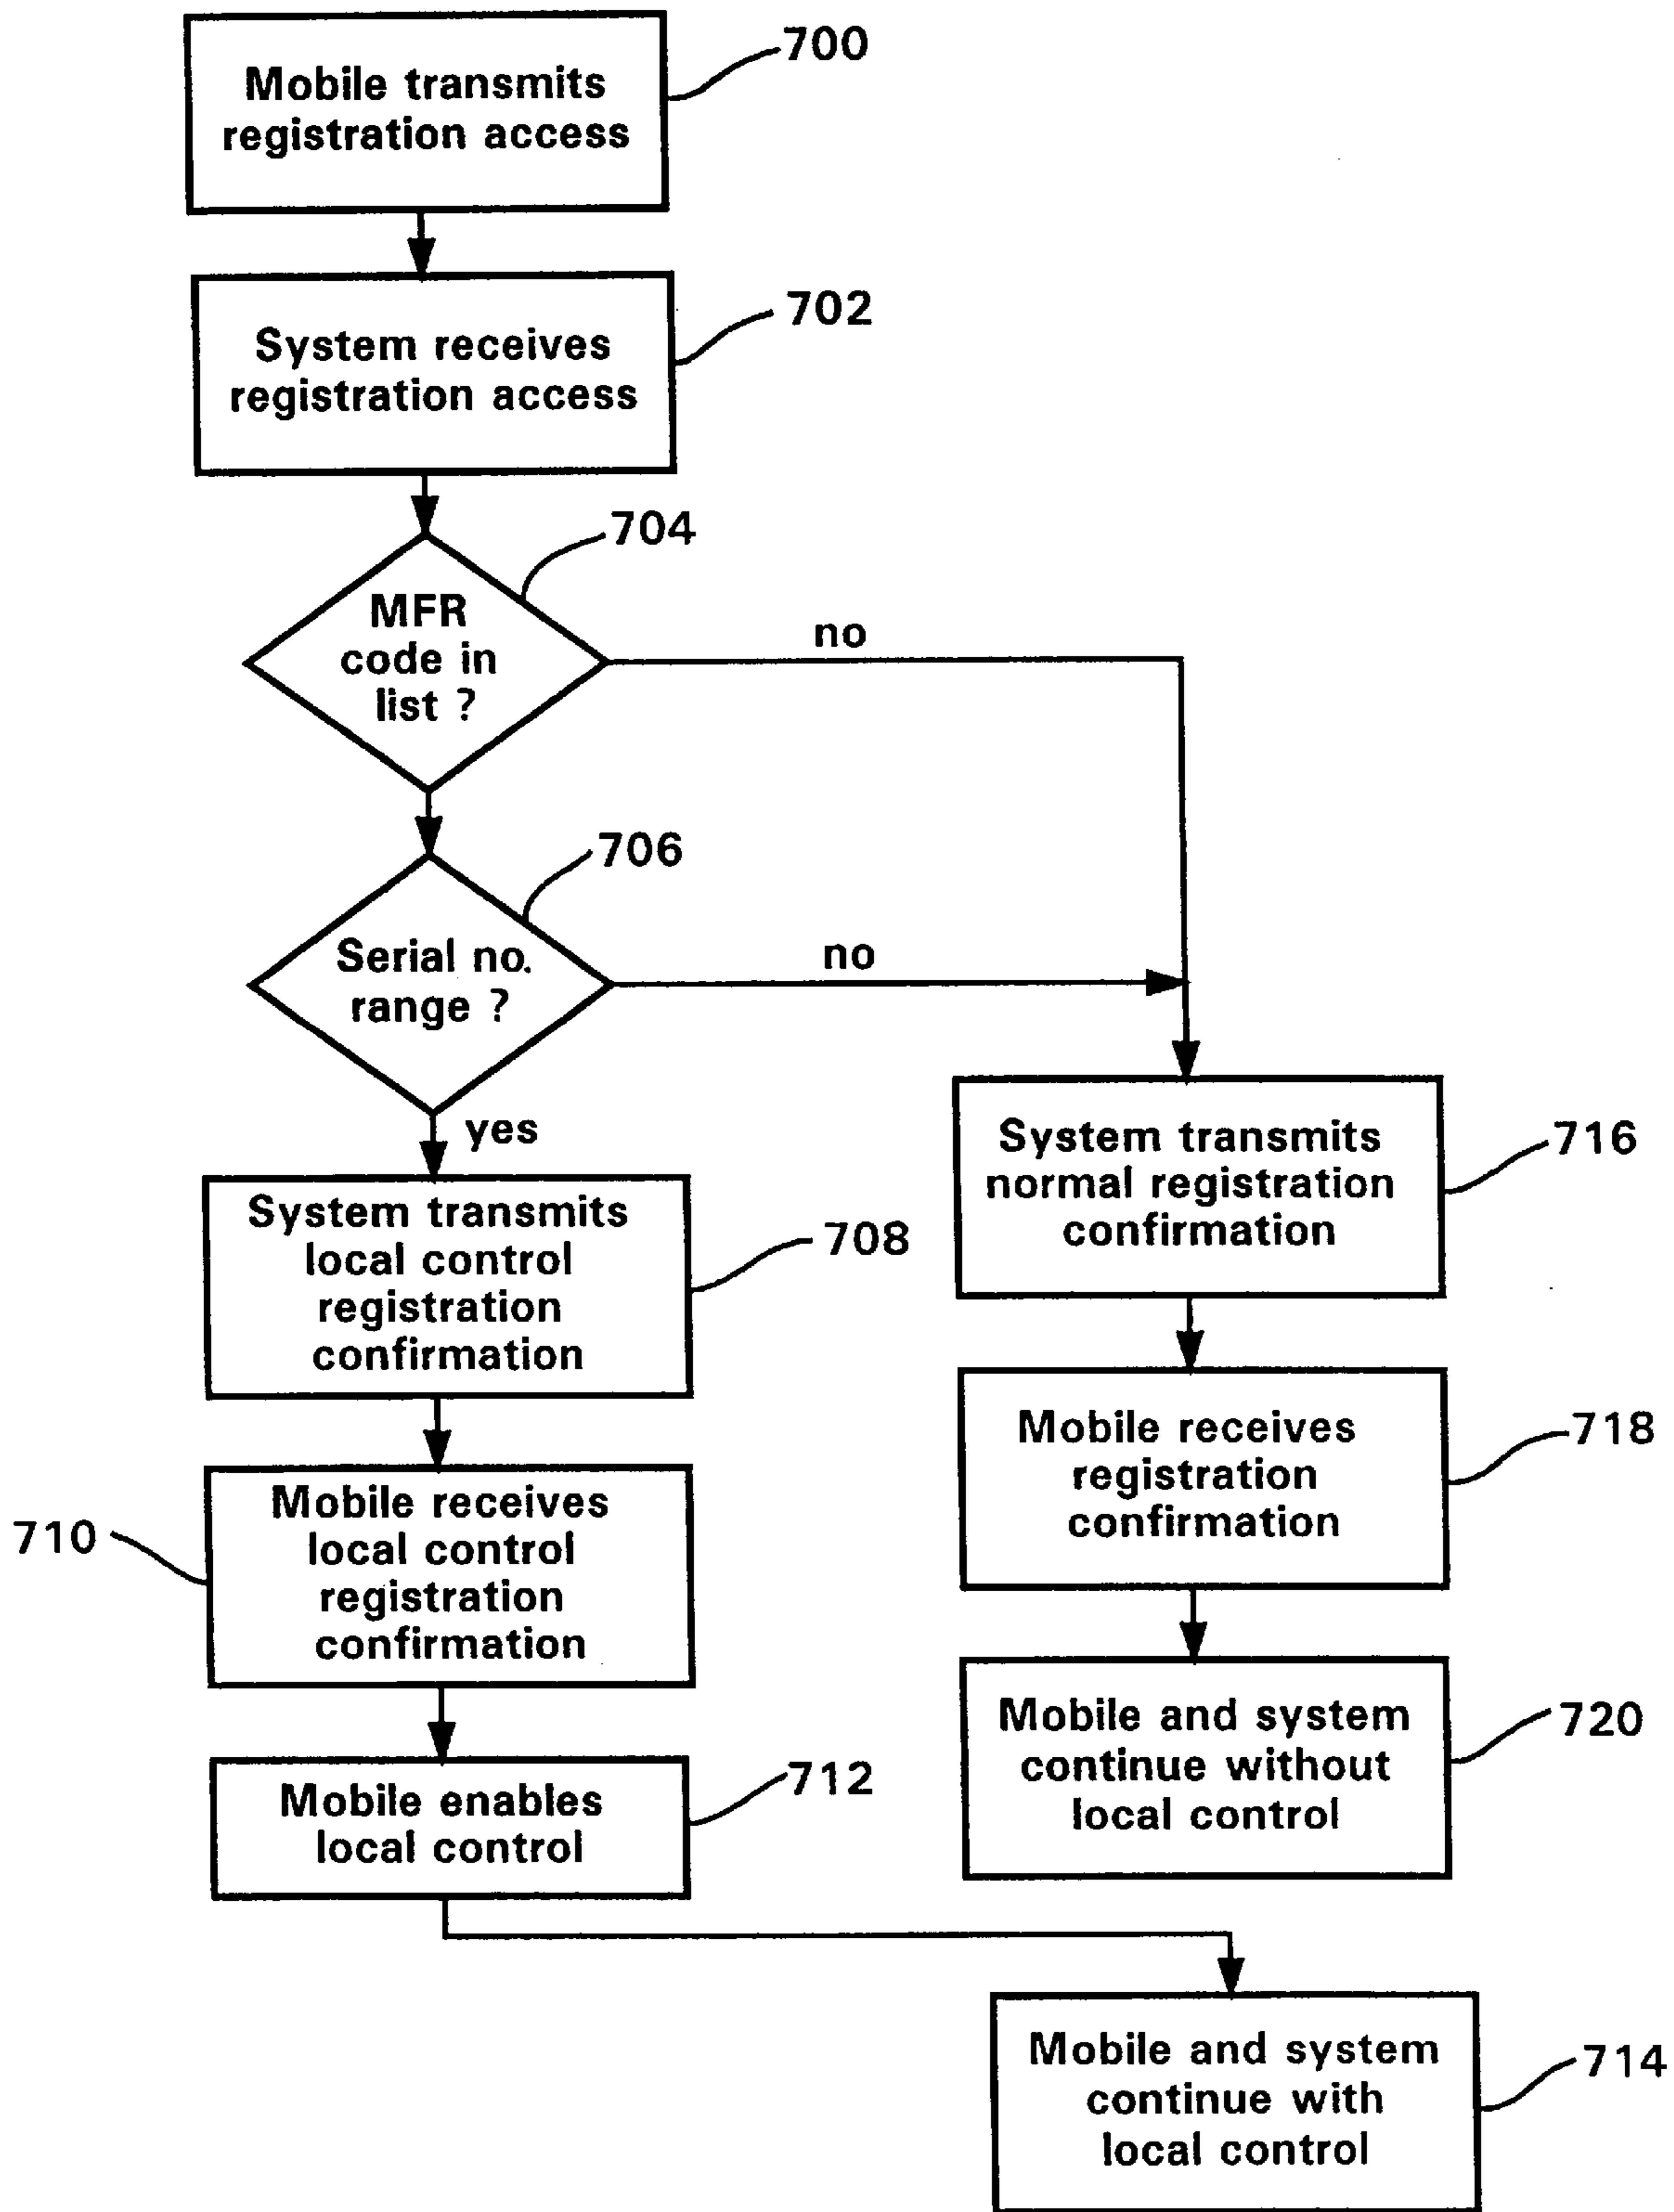 700
Mobile transmits
registration access
702
System receives
registration access
704
MFR
code in
list ?
no
706
Serial no.
range ?
no
yes
System transmits
local control
registration
confirmation
708
System transmits
normal registration
confirmation
716
710
Mobile receives
local control
registration
confirmation
Mobile receives
registration
confirmation
718
Mobile enables
local control
712
Mobile and system
continue without
local control
720
Mobile and system
continue with
local control
714